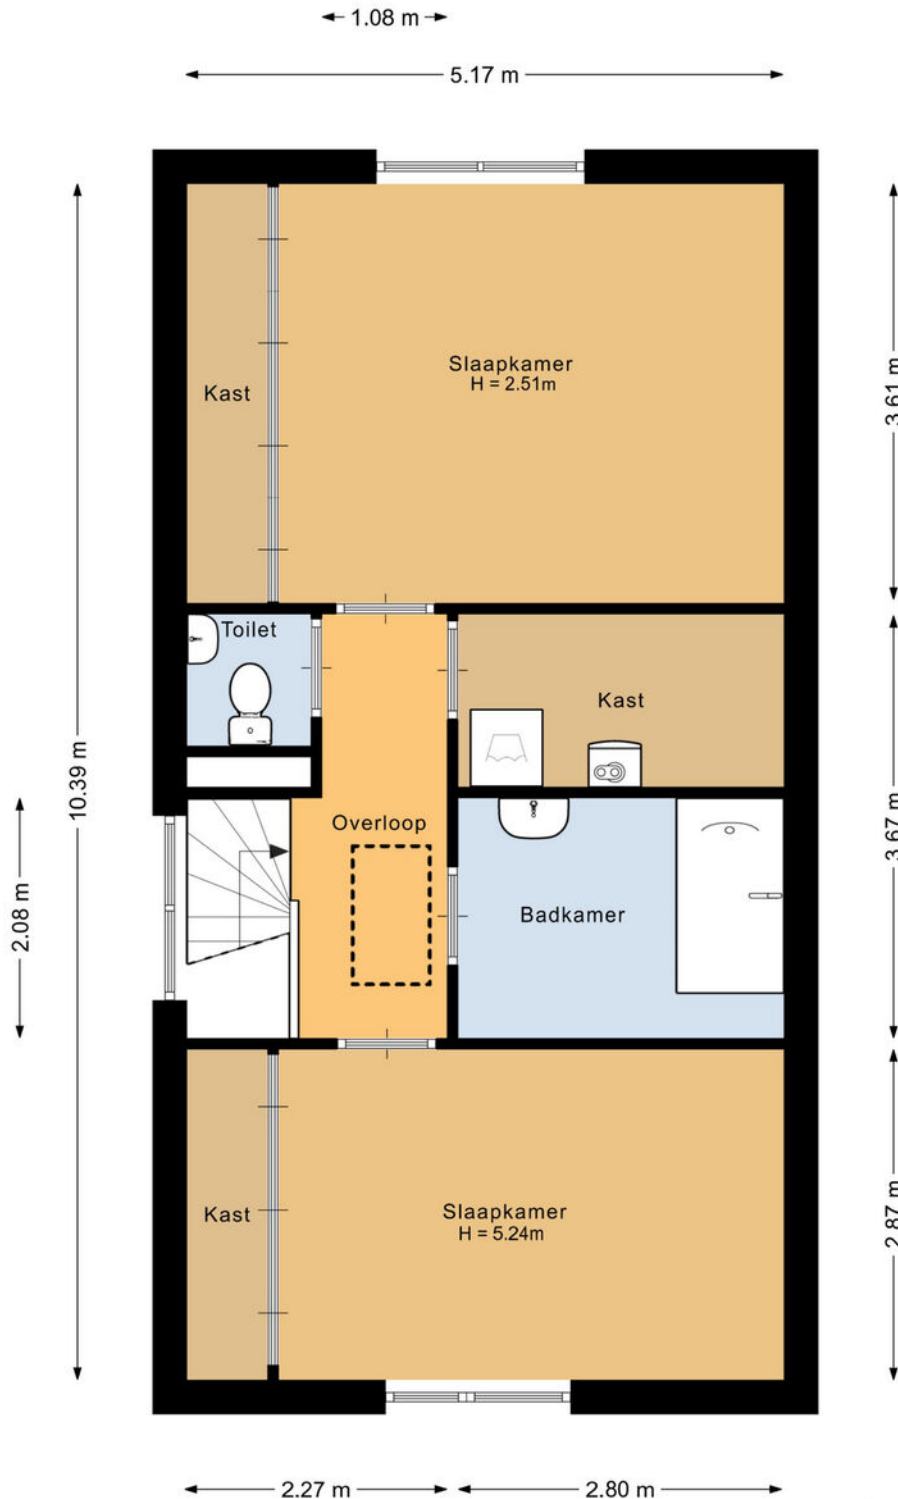 1.08 m
5.17 m
Slaapkamer
H = 2.51m
Kast
3.61 m
Toilet
Kast
10.39 m
Overloop
3.67 m
2.08 m
Badkamer
Kast
Slaapkamer
H = 5.24m
2.87 m
2.27 m
2.80 m